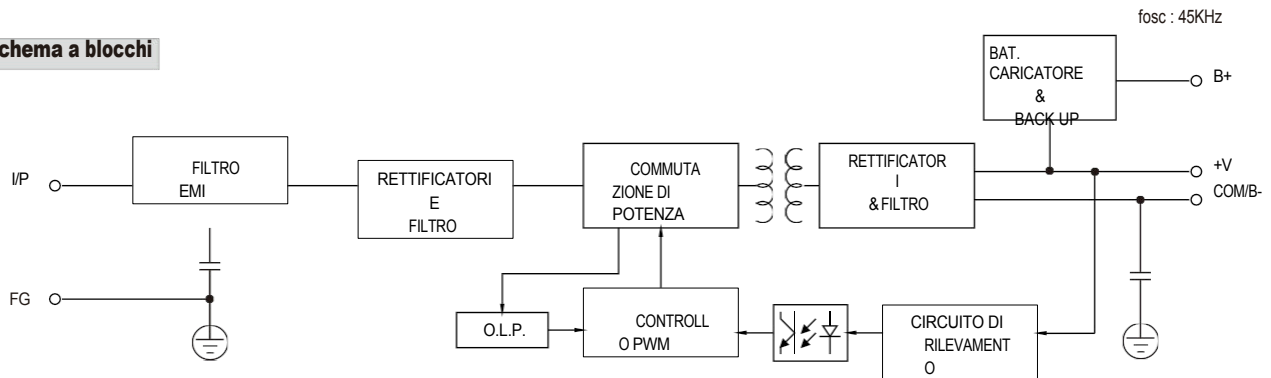 fosc : 45KHz
chema a blocchi
BAT.
CARICATORE
&
BACK UP
B+
I/P
FILTRO
EMI
RETTIFICATORI
E
FILTRO
COMMUTA
ZIONE DI
POTENZA
RETTIFICATOR
I
& FILTRO
+V
COM/B-
FG
O.L.P.
CONTROLL
O PWM
CIRCUITO DI
RILEVAMENT
O